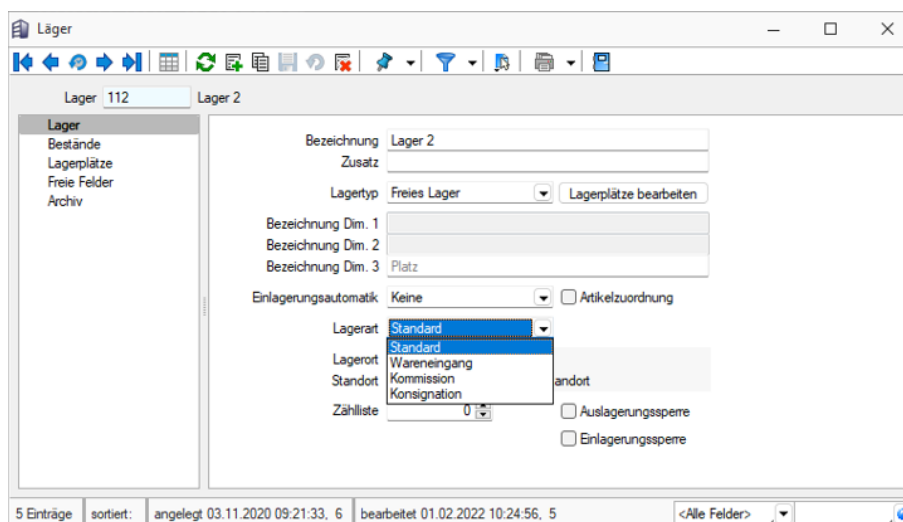 Läger
Lager 112 Lager 2
Lager
Bestände
Lagerplätze
Freie Felder
Archiv
Bezeichnung Lager 2
Zusatz
Lagertyp Freies Lager Lagerplätze bearbeiten
Bezeichnung Dim. 1
Bezeichnung Dim. 2
Bezeichnung Dim. 3 Platz
Einlagerungsautomatik Keine Artikelzuordnung
Lagerart Standard
Standard
Lagerort Wareneingang
Standort Kommission andort
Konsignation
Zählliste 0 Auslagerungssperre
Einlagerungssperre
5 Einträge sortiert: angelegt 03.11.2020 09:21:33, 6 bearbeitet 01.02.2022 10:24:56, 5 <Alle Felder>